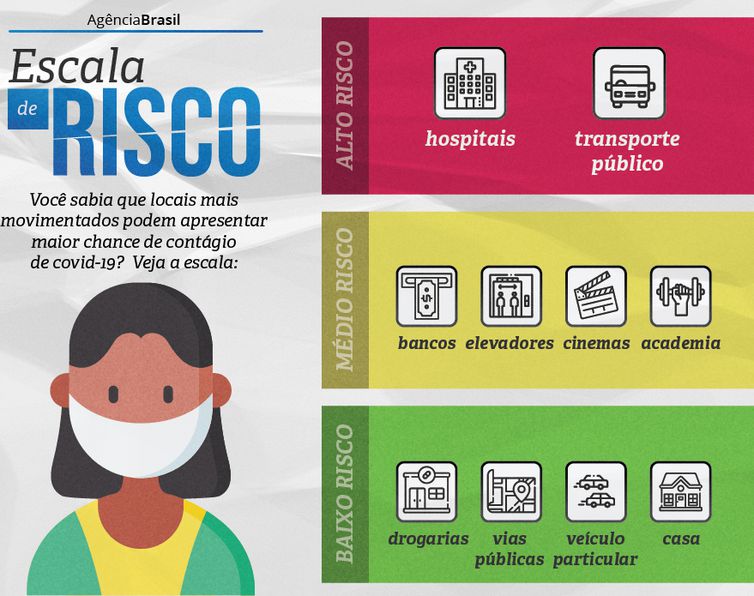 AgênciaBrasil
Escala
de
RISCO
Você sabia que locais mais
movimentados podem apresentar
maior chance de contágio
de covid-19? Veja a escala:
ALTO RISCO
hospitais
transporte
público
MÉDIO RISCO
bancos
elevadores
cinemas
academia
BAIXO RISCO
drogarias
vias
públicas
veículo
particular
casa